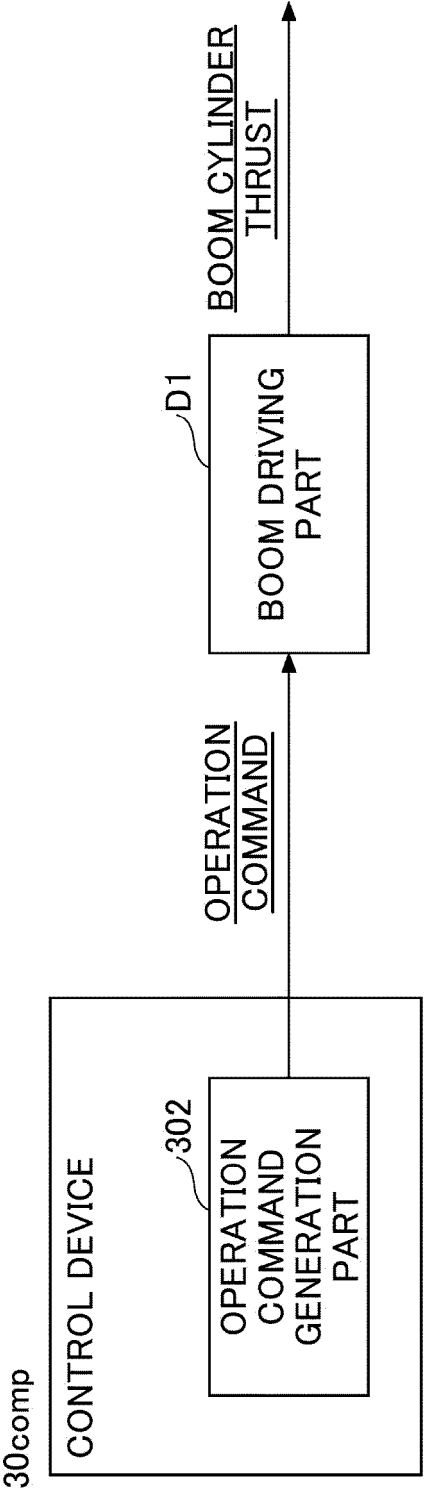 30comp
CONTROL DEVICE
302
OPERATION
COMMAND
GENERATION
PART
OPERATION
COMMAND
D1
BOOM DRIVING
PART
BOOM CYLINDER
THRUST